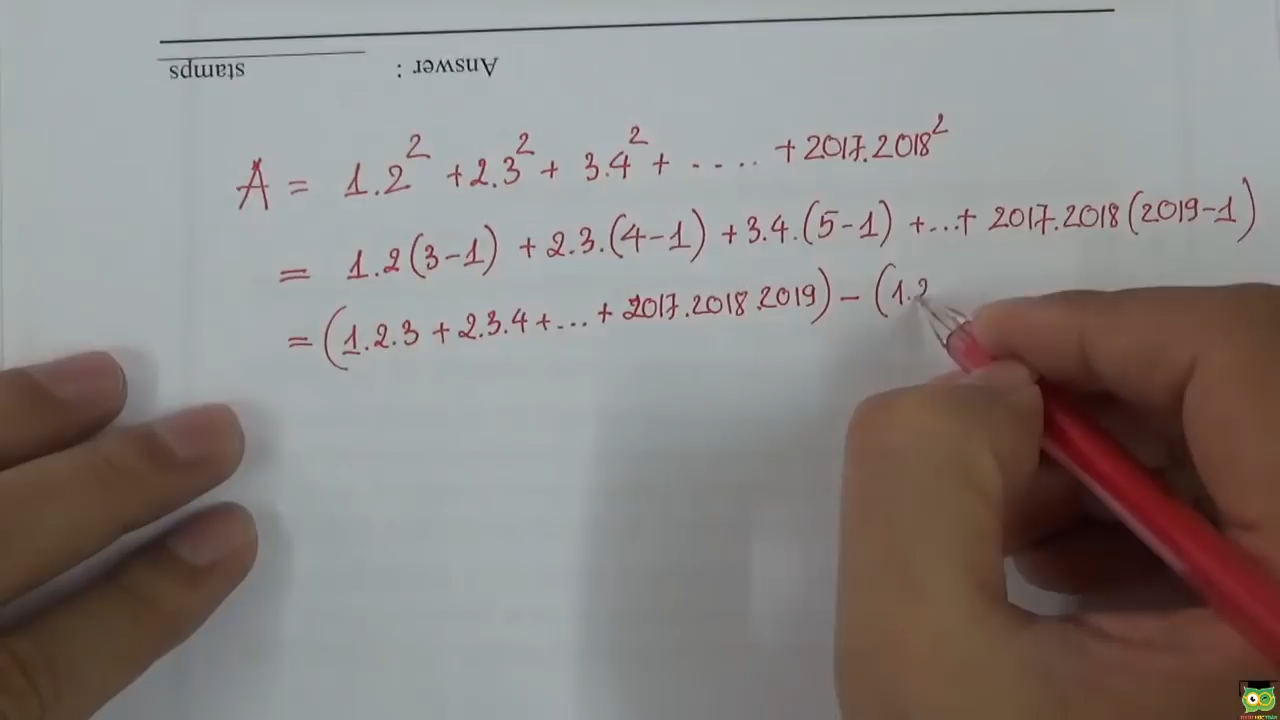 stamps Answer :
A = 1.2² + 2.3² + 3.4² + ..... + 2017.2018²
= 1.2(3-1) + 2.3.(4-1) + 3.4.(5-1) +...+ 2017.2018(2019-1)
= (1.2.3 + 2.3.4 +... + 2017.2018.2019) - (1.2